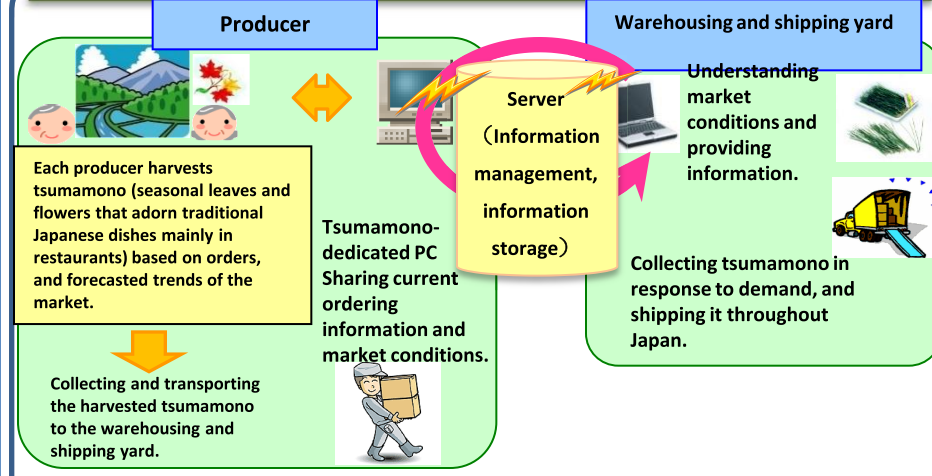 Producer
Each producer harvests
tsumamono (seasonal leaves and
flowers that adorn traditional
Japanese dishes mainly in
restaurants) based on orders,
and forecasted trends of the
market.
Collecting and transporting
the harvested tsumamono
to the warehousing and
shipping yard.
Tsumamono-
dedicated PC
Sharing current
ordering
information and
market conditions.
Server
（Information
management,
information
storage）
Warehousing and shipping yard
Understanding
market
conditions and
providing
information.
Collecting tsumamono in
response to demand, and
shipping it throughout
Japan.